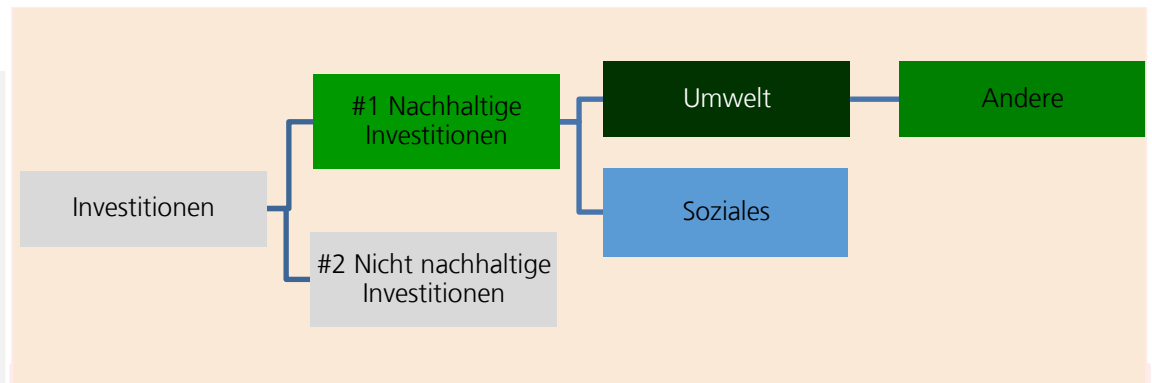 Investitionen
#1 Nachhaltige
Investitionen
#2 Nicht nachhaltige
Investitionen
Umwelt
Soziales
Andere